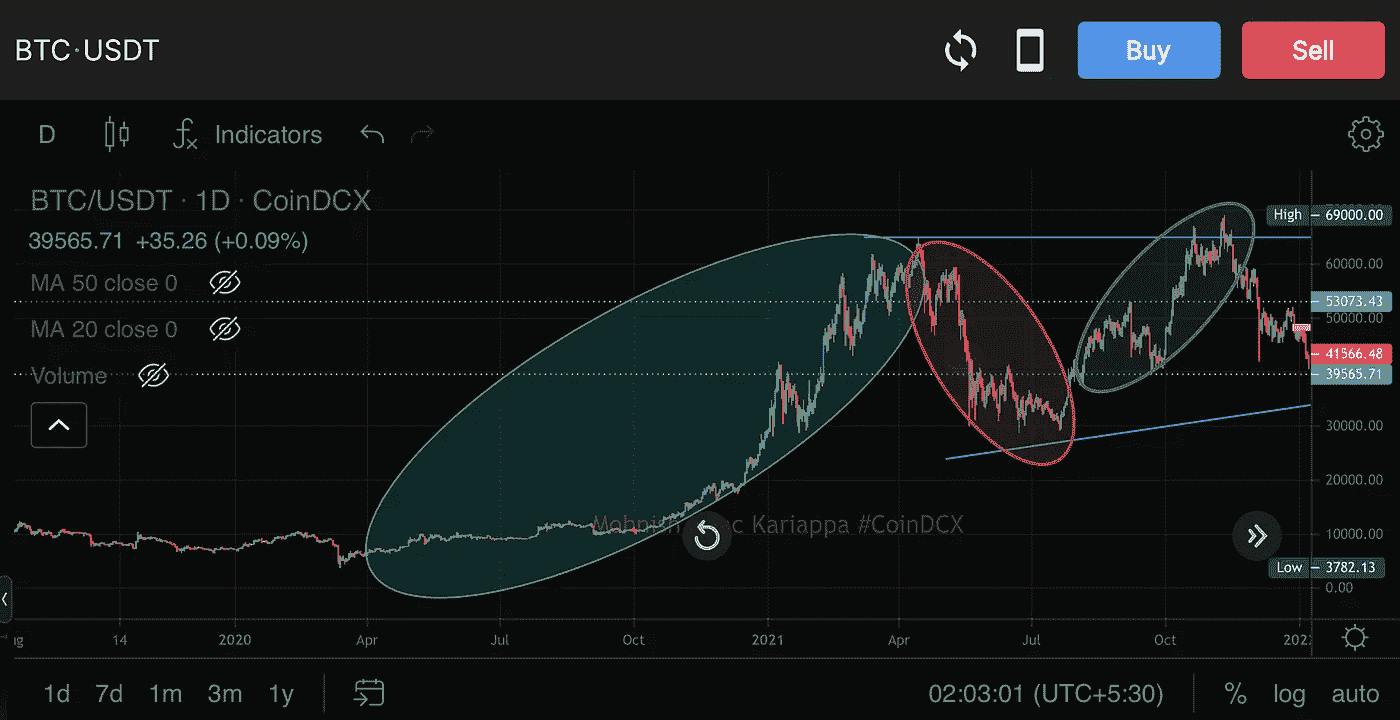 BTC·USDT
Buy
Sell
D
Indicators
BTC/USDT · 1D · CoinDCX
39565.71 +35.26 (+0.09%)
MA 50 close 0
MA 20 close 0
Volume
High
69000.00
60000.00
53073.43
50000.00
41566.48
39565.71
30000.00
20000.00
Kariappa #CoinDCX
10000.00
Low
3782.13
0.00
14
2020
Apr
Jul
Oct
2021
Apr
Jul
Oct
1d 7d 1m 3m 1y
02:03:01 (UTC+5:30)
% log auto